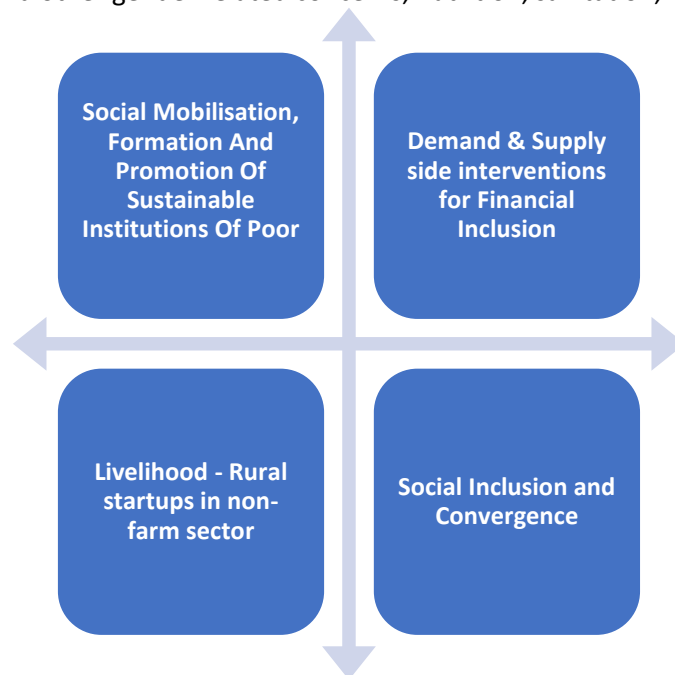 Social Mobilisation,
Formation And
Promotion Of
Sustainable
Institutions Of Poor
Demand & Supply
side interventions
for Financial
Inclusion
Livelihood - Rural
startups in non-
farm sector
Social Inclusion and
Convergence